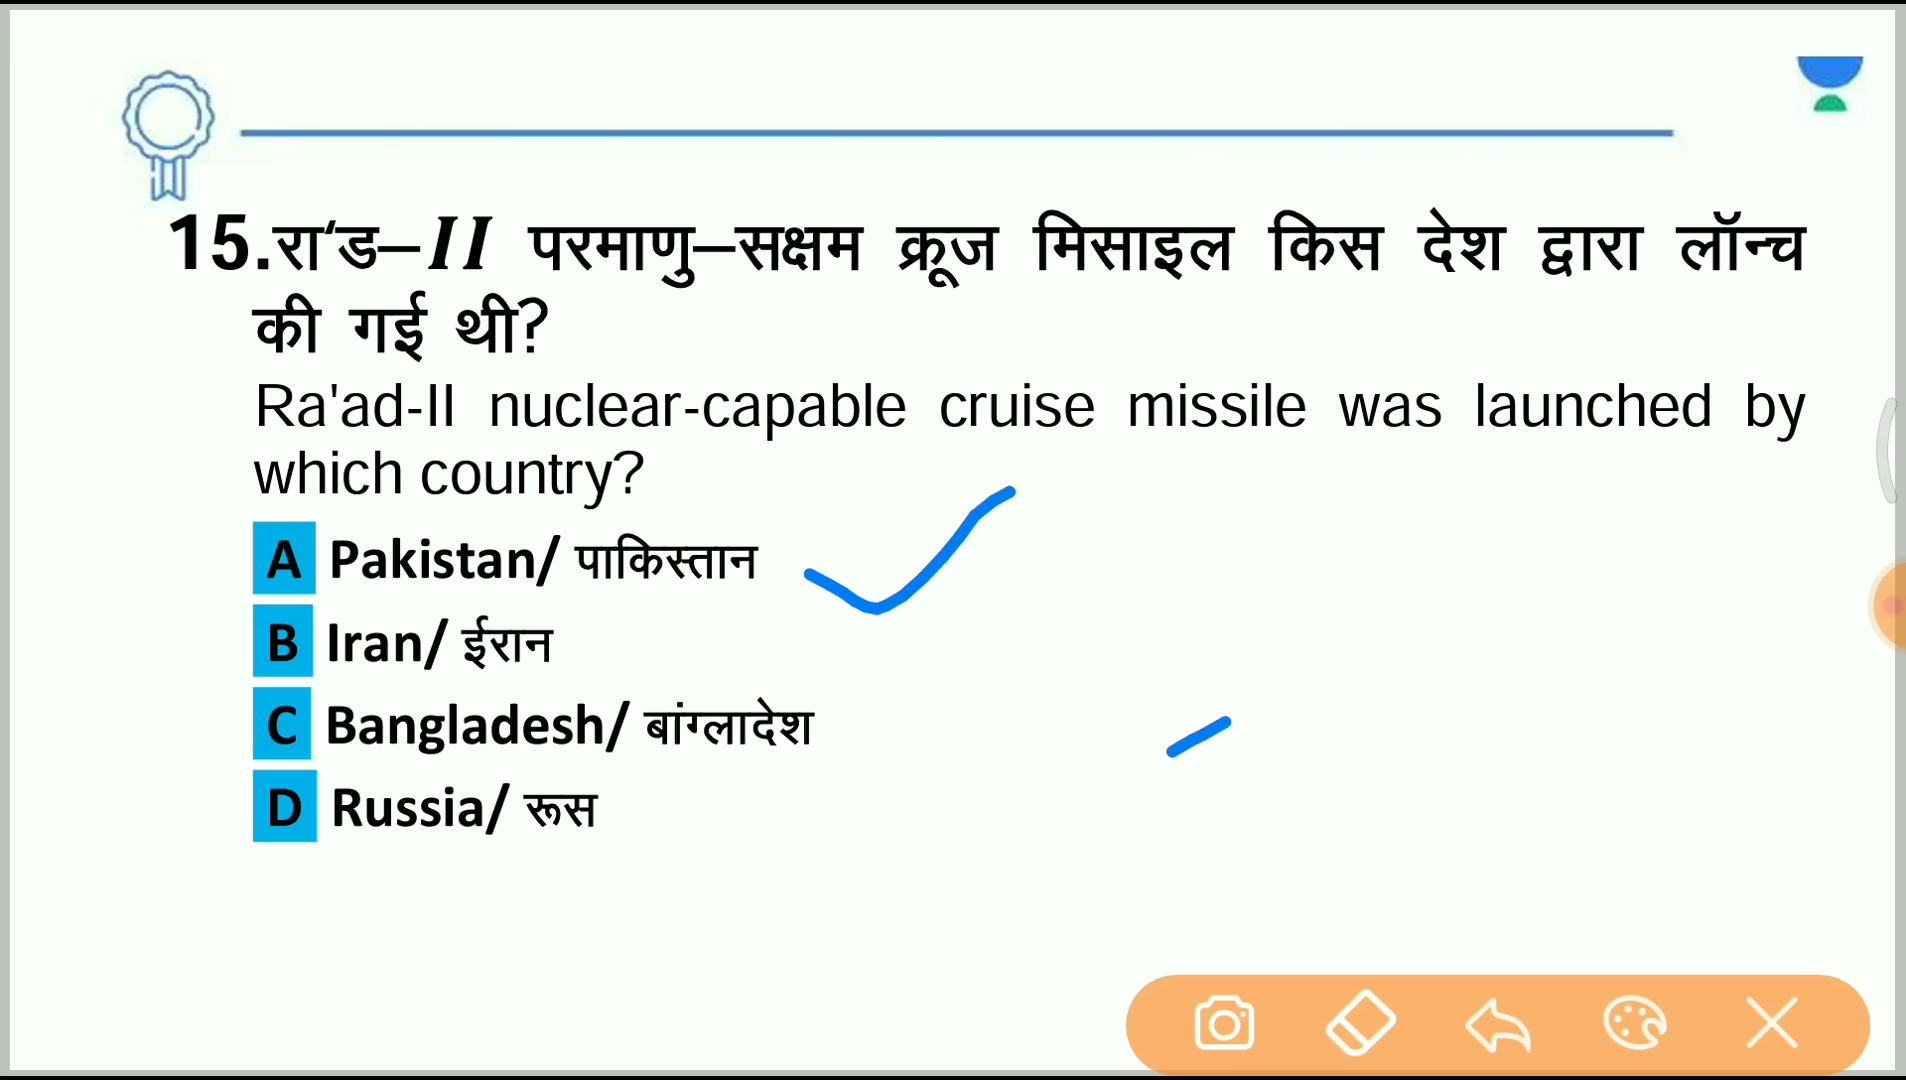 15.रा‘ड–II परमाणु–सक्षम क्रूज मिसाइल किस देश द्वारा लॉन्च
की गई थी?
Ra'ad-II nuclear-capable cruise missile was launched by
which country?
A Pakistan/ पाकिस्तान
B Iran/ ईरान
C Bangladesh/ बांग्लादेश
D Russia/ रूस